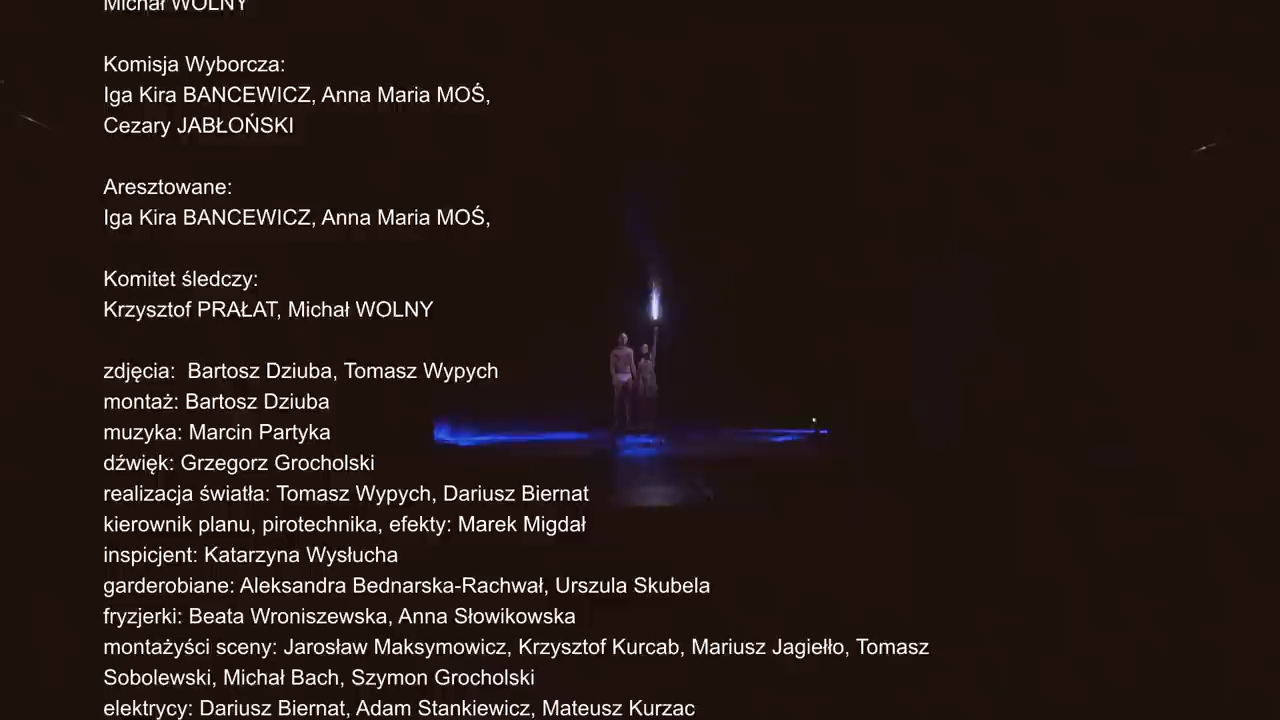 Michał WOLNY
Komisja Wyborcza:
Iga Kira BANCEWICZ, Anna Maria MOŚ,
Cezary JABŁOŃSKI
Aresztowane:
Iga Kira BANCEWICZ, Anna Maria MOŚ,
Komitet śledczy:
Krzysztof PRAŁAT, Michał WOLNY
zdjęcia:  Bartosz Dziuba, Tomasz Wypych
montaż: Bartosz Dziuba
muzyka: Marcin Partyka
dźwięk: Grzegorz Grocholski
realizacja światła: Tomasz Wypych, Dariusz Biernat
kierownik planu, pirotechnika, efekty: Marek Migdał
inspicjent: Katarzyna Wysłucha
garderobiane: Aleksandra Bednarska-Rachwał, Urszula Skubela
fryzjerki: Beata Wroniszewska, Anna Słowikowska
montażyści sceny: Jarosław Maksymowicz, Krzysztof Kurcab, Mariusz Jagiełło, Tomasz
Sobolewski, Michał Bach, Szymon Grocholski
elektrycy: Dariusz Biernat, Adam Stankiewicz, Mateusz Kurzac